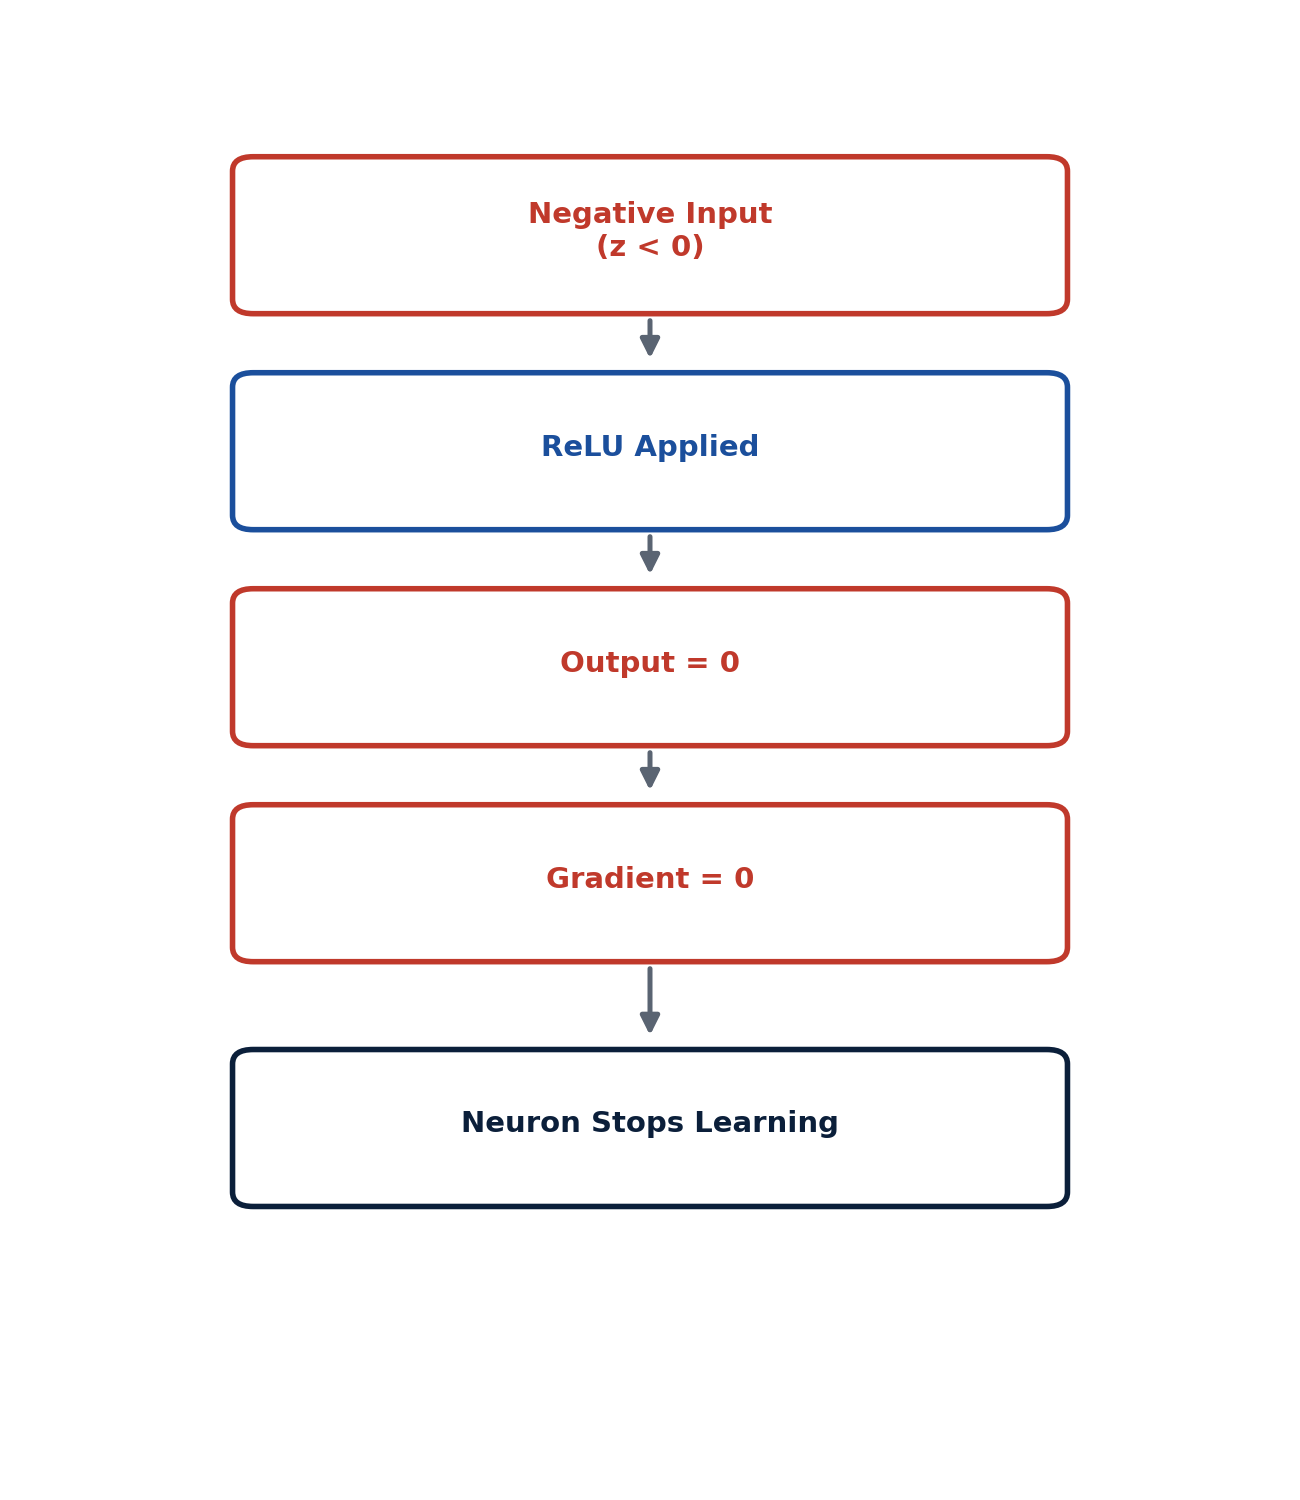 Negative Input
(z < 0)
ReLU Applied
Output = 0
Gradient = 0
Neuron Stops Learning